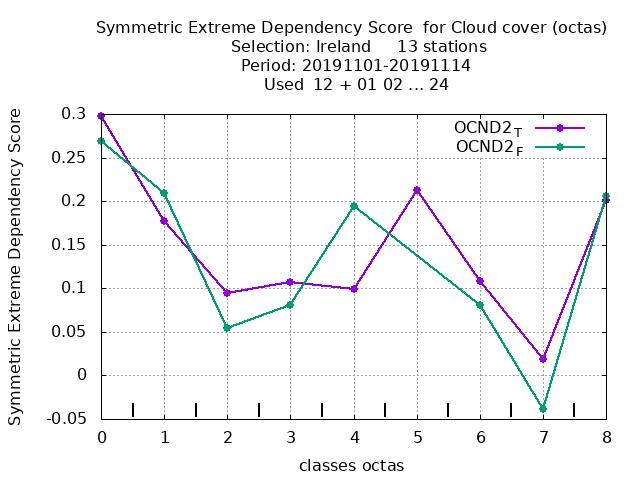 Symmetric Extreme Dependency Score  for Cloud cover (octas)
Selection: Ireland     13 stations
Period: 20191101-20191114
Used  12 + 01 02 ... 24
Symmetric Extreme Dependency Score
0.3
0.25
0.2
0.15
0.1
0.05
0
-0.05
OCND2T
OCND2F
0 1 2 3 4 5 6 7 8
classes octas